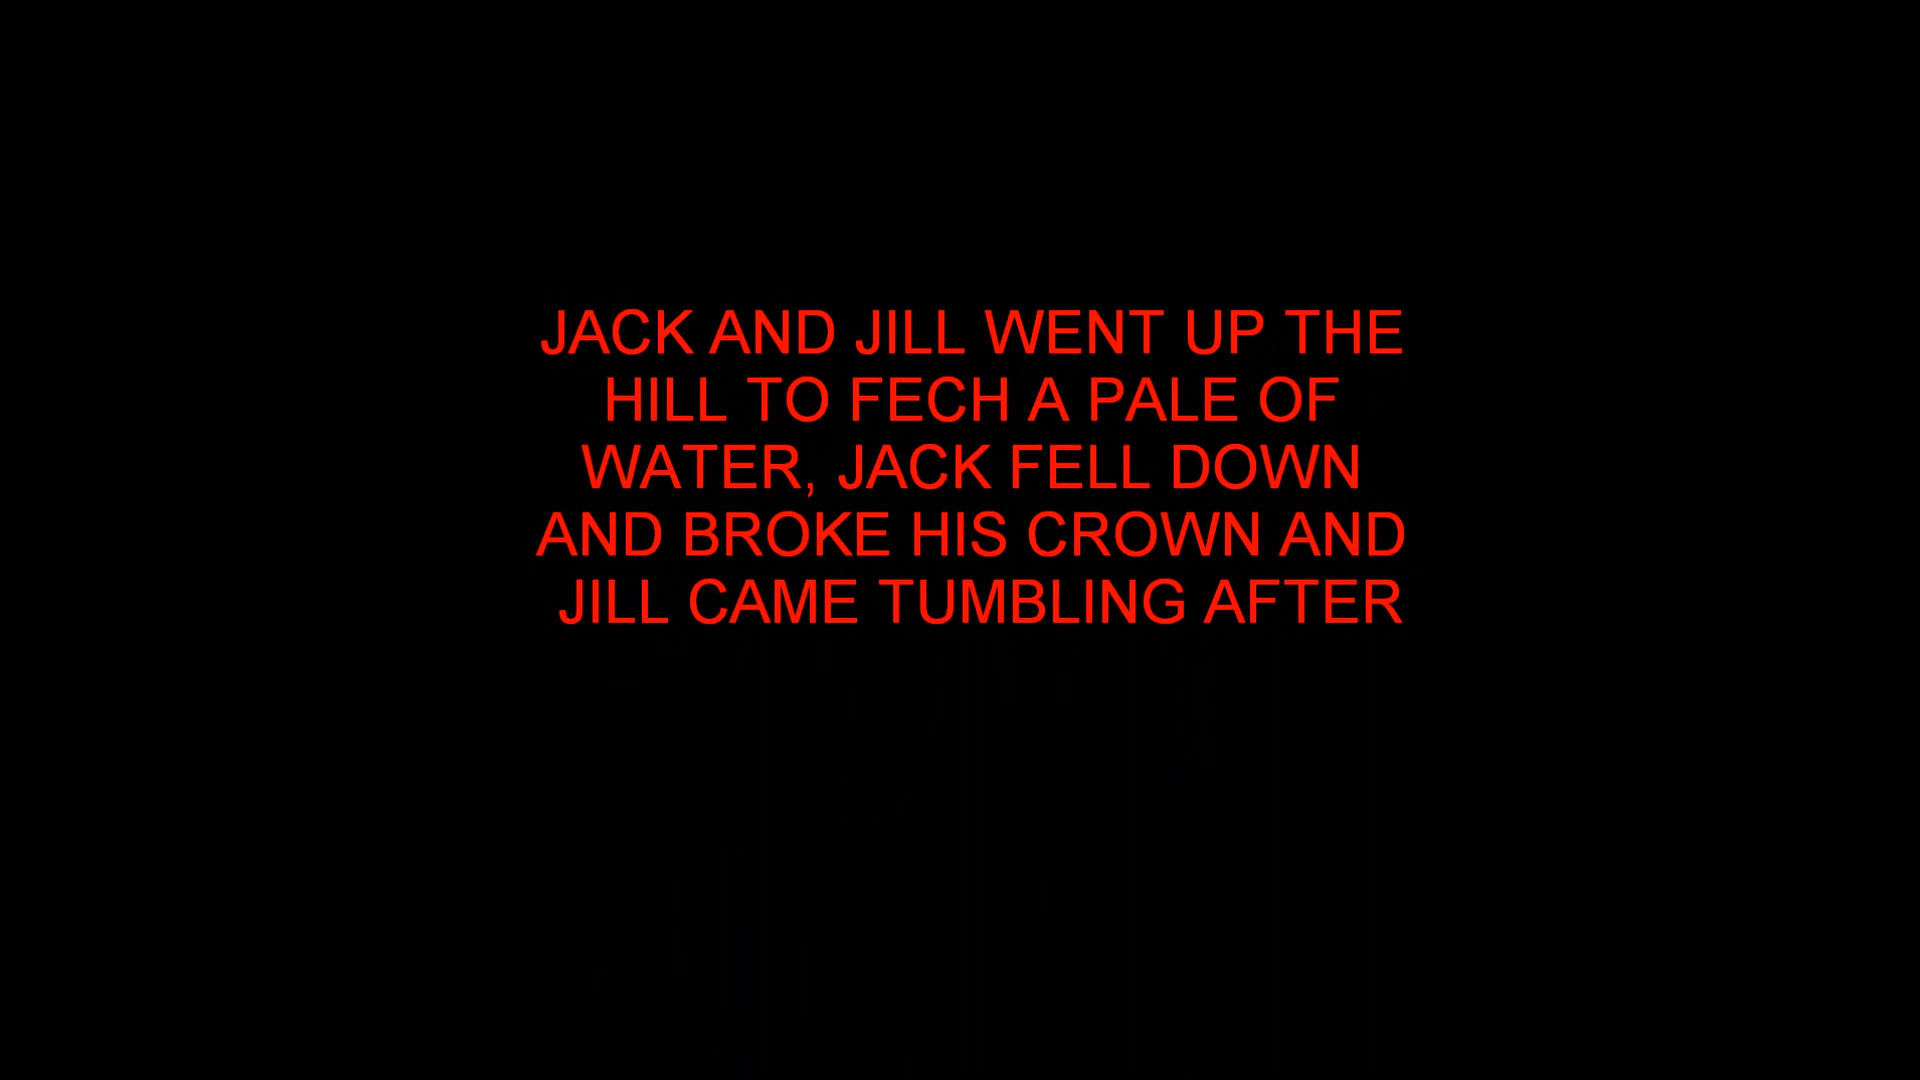 JACK AND JILL WENT UP THE
HILL TO FECH A PALE OF
WATER, JACK FELL DOWN
AND BROKE HIS CROWN AND
JILL CAME TUMBLING AFTER